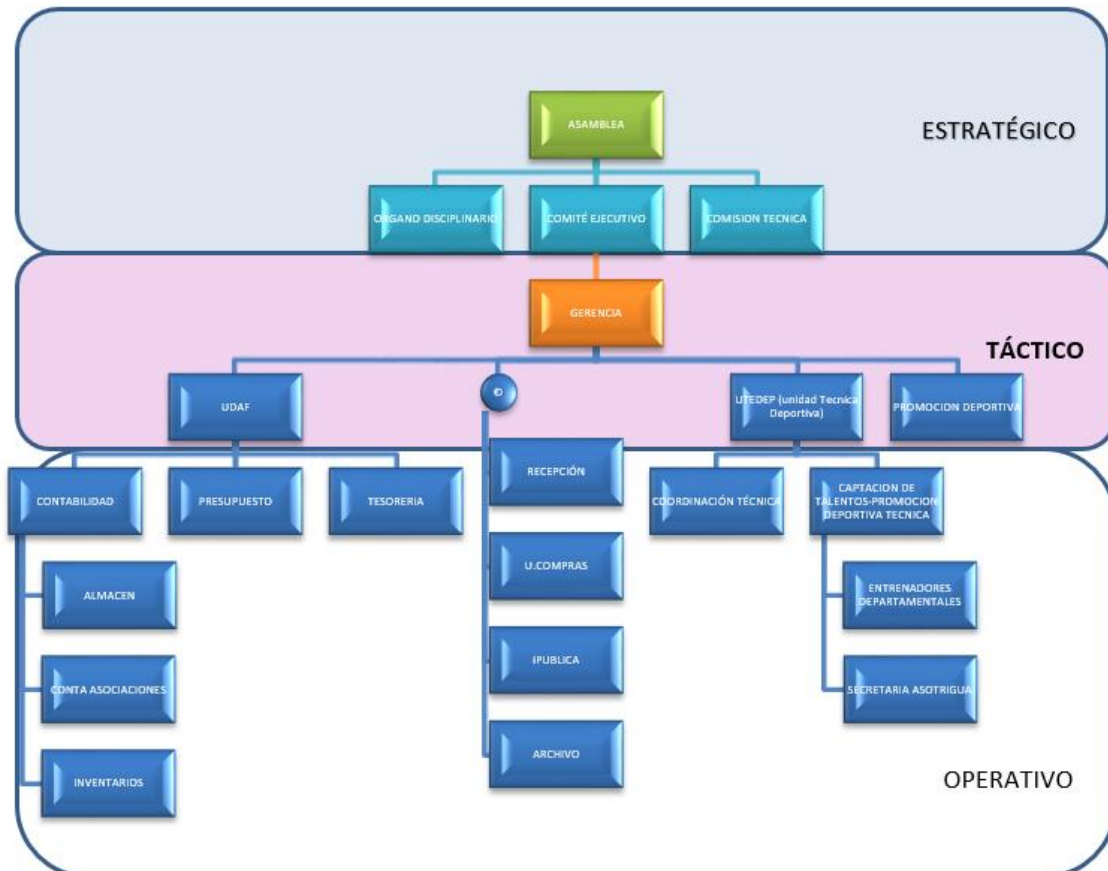 ASAMBLEA
ESTRATÉGICO
ORGANO DISCIPLINARIO
COMITÉ EJECUTIVO
COMISION TECNICA
GERENCIA
TÁCTICO
UDAF
©
UTEDEP (unidad Tecnica
Deportiva)
PROMOCION DEPORTIVA
CONTABILIDAD
PRESUPUESTO
TESORERIA
RECEPCIÓN
COORDINACIÓN TÉCNICA
CAPTACION DE
TALENTOS-PROMOCION
DEPORTIVA TECNICA
ALMACEN
U.COMPRAS
ENTRENADORES
DEPARTAMENTALES
CONTA ASOCIACIONES
IPUBLICA
SECRETARIA ASOTRIGUA
INVENTARIOS
ARCHIVO
OPERATIVO